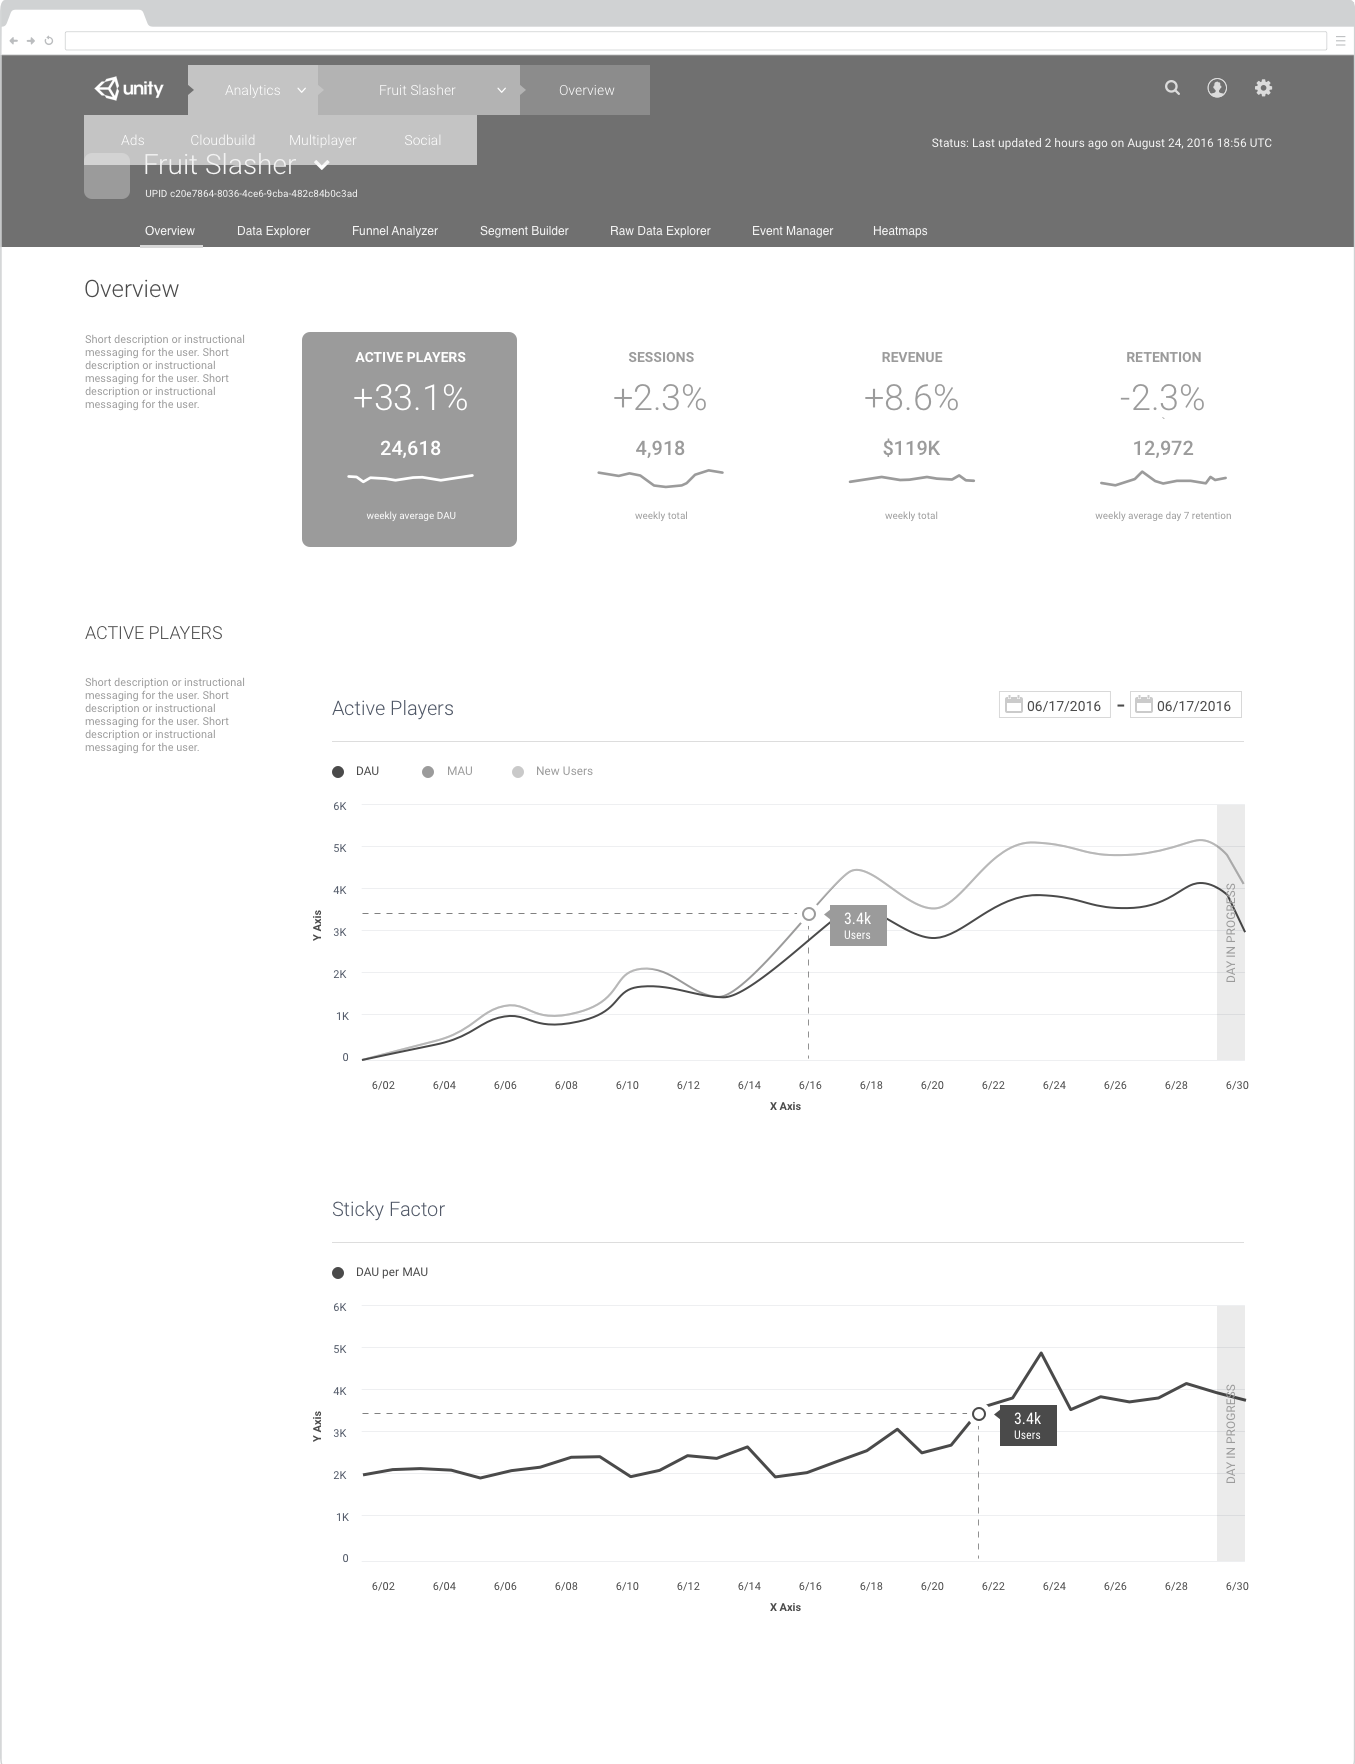 unity
Analytics
Fruit Slasher
Overview
Ads
Cloudbuild
Multiplayer
Social
Status: Last updated 2 hours ago on August 24, 2016 18:56 UTC
Fruit Slasher
UPID c20e7864-8036-4ce6-9cba-482c84b0c3ad
Overview
Data Explorer
Funnel Analyzer
Segment Builder
Raw Data Explorer
Event Manager
Heatmaps
Overview
Short description or instructional
messaging for the user. Short
description or instructional
messaging for the user. Short
description or instructional
messaging for the user.
ACTIVE PLAYERS
+33.1%
24,618
weekly average DAU
SESSIONS
+2.3%
4,918
weekly total
REVENUE
+8.6%
$119K
weekly total
RETENTION
-2.3%
12,972
weekly average day 7 retention
ACTIVE PLAYERS
Short description or instructional
messaging for the user. Short
description or instructional
messaging for the user. Short
description or instructional
messaging for the user.
Active Players
06/17/2016 - 06/17/2016
DAU
MAU
New Users
6K
5K
4K
3K
2K
1K
0
Y Axis
3.4k
Users
DAY IN PROGRESS
6/02 6/04 6/06 6/08 6/10 6/12 6/14 6/16 6/18 6/20 6/22 6/24 6/26 6/28 6/30
X Axis
Sticky Factor
DAU per MAU
6K
5K
4K
3K
2K
1K
0
Y Axis
3.4k
Users
DAY IN PROGRESS
6/02 6/04 6/06 6/08 6/10 6/12 6/14 6/16 6/18 6/20 6/22 6/24 6/26 6/28 6/30
X Axis